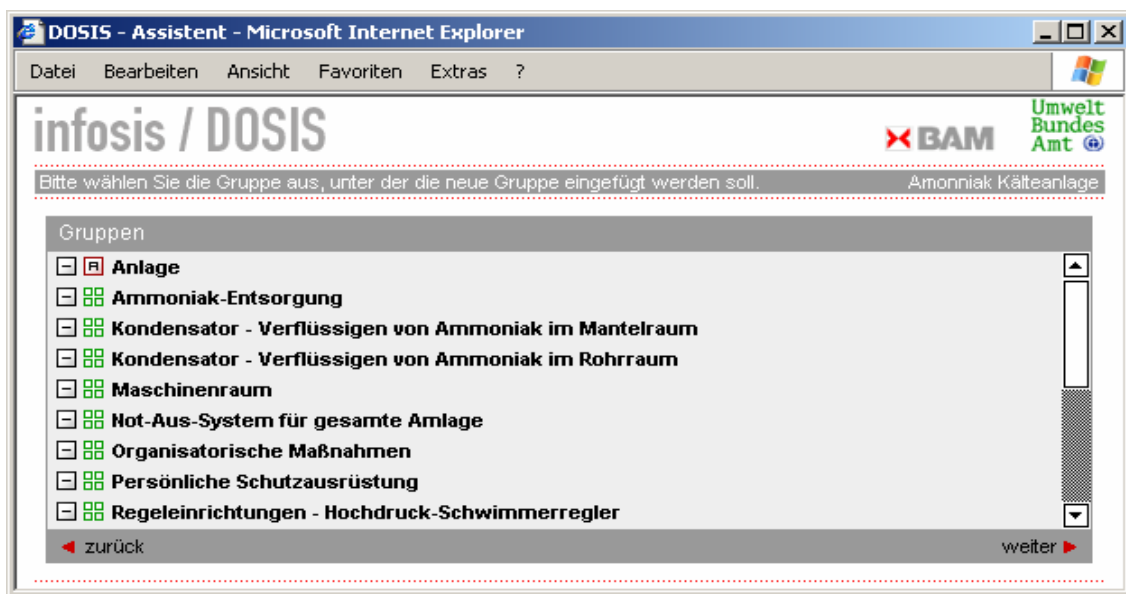 DOSIS - Assistent - Microsoft Internet Explorer
Datei Bearbeiten Ansicht Favoriten Extras ?
infosis / DOSIS
BAM
Umwelt
Bundes
Amt
Bitte wählen Sie die Gruppe aus, unter der die neue Gruppe eingefügt werden soll. Amonniak Kälteanlage
Gruppen
Anlage
Ammoniak-Entsorgung
Kondensator - Verflüssigen von Ammoniak im Mantelraum
Kondensator - Verflüssigen von Ammoniak im Rohrraum
Maschinenraum
Not-Aus-System für gesamte Amlage
Organisatorische Maßnahmen
Persönliche Schutzausrüstung
Regeleinrichtungen - Hochdruck-Schwimmerregler
zurück weiter